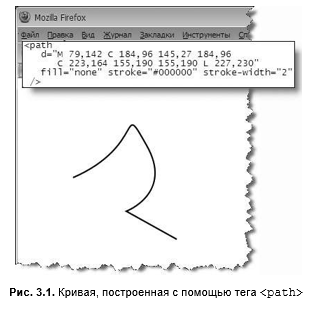 Mozilla Firefox
Файл Правка Вид Журнал Закладки Инструменты
<path
d="M 79,142 C 184,96 145,27 184,96
C 223,164 155,190 155,190 L 227,230"
fill="none" stroke="#000000" stroke-width="2"
/>
Рис. 3.1. Кривая, построенная с помощью тега <path>